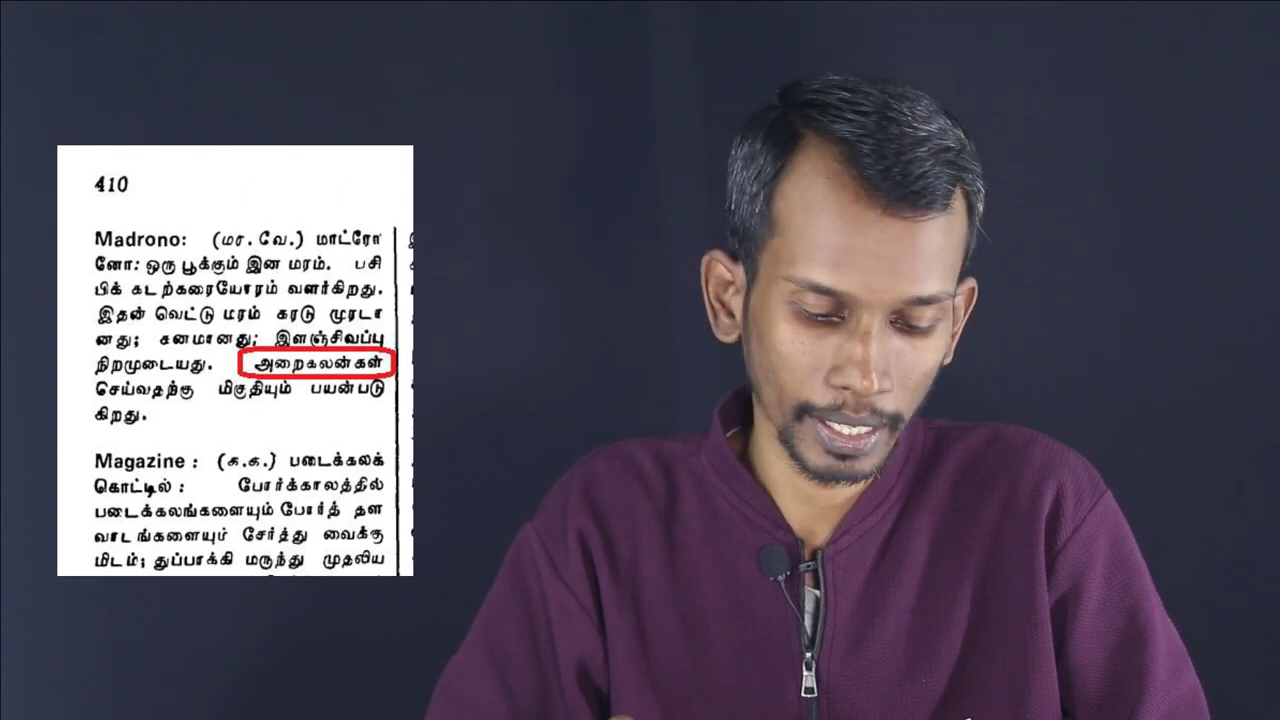 410
Madrono: (மர. வே.) மாட்ரோ
னோ: ஒரு பூக்கும் இன மரம். பசி
பிக் கடற்கரையோரம் வளர்கிறது.
இதன் வெட்டு மரம் கரடு முரடா
னது; கனமானது; இளஞ்சிவப்பு
நிறமுடையது. அறைகலன்கள்
செய்வதற்கு மிகுதியும் பயன்படு
கிறது.
Magazine : (க.க.) படைக்கலக்
கொட்டில் : போர்க்காலத்தில்
படைக்கலங்களையும் போர்த் தள
வாடங்களையும் சேர்த்து வைக்கு
மிடம்; துப்பாக்கி மருந்து முதலிய